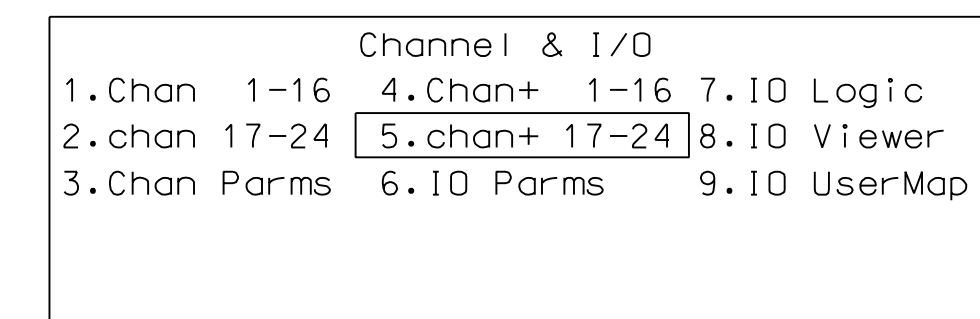 Channel & I/O
1.Chan 1-16 4.Chan+ 1-16 7.IO Logic
2.chan 17-24 5.chan+ 17-24 8.IO Viewer
3.Chan Parms 6.IO Parms 9.IO UserMap